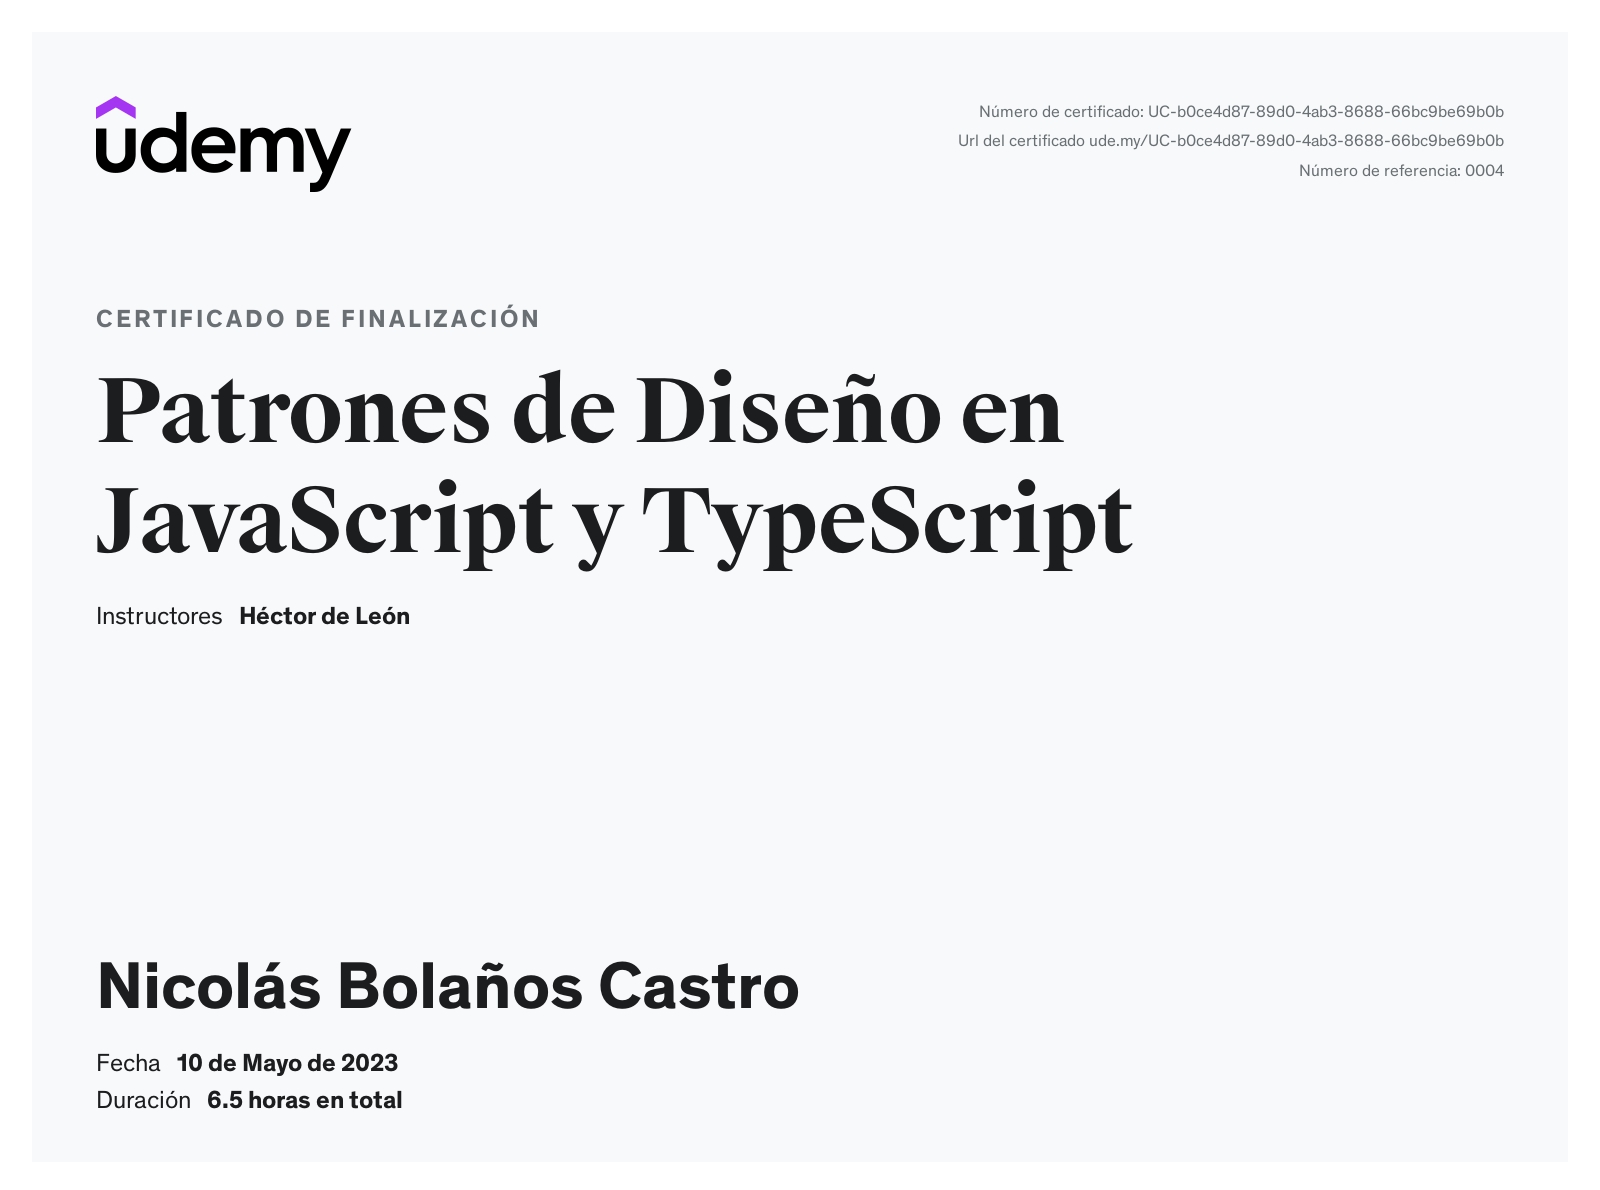 udemy
Número de certificado: UC-b0ce4d87-89d0-4ab3-8688-66bc9be69b0b
Url del certificado ude.my/UC-b0ce4d87-89d0-4ab3-8688-66bc9be69b0b
Número de referencia: 0004
CERTIFICADO DE FINALIZACIÓN
Patrones de Diseño en
JavaScript y TypeScript
Instructores Héctor de León
Nicolás Bolaños Castro
Fecha 10 de Mayo de 2023
Duración 6.5 horas en total